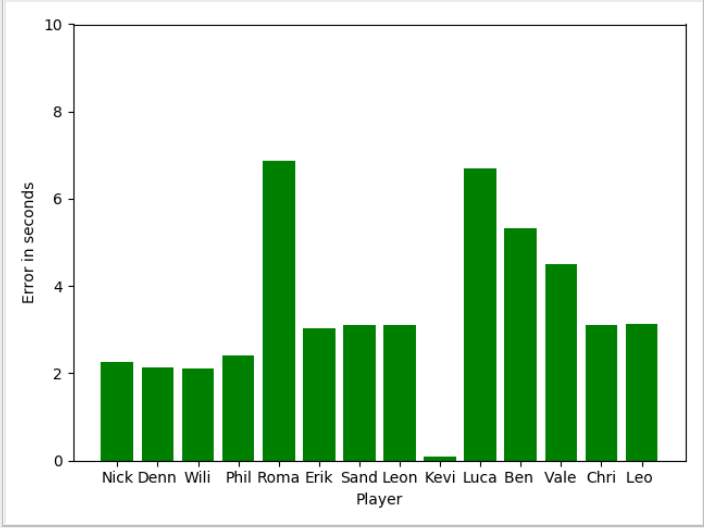 10
8
6
4
2
0
Error in seconds
Nick Denn Wili Phil Roma Erik Sand Leon Kevi Luca Ben Vale Chri Leo
Player